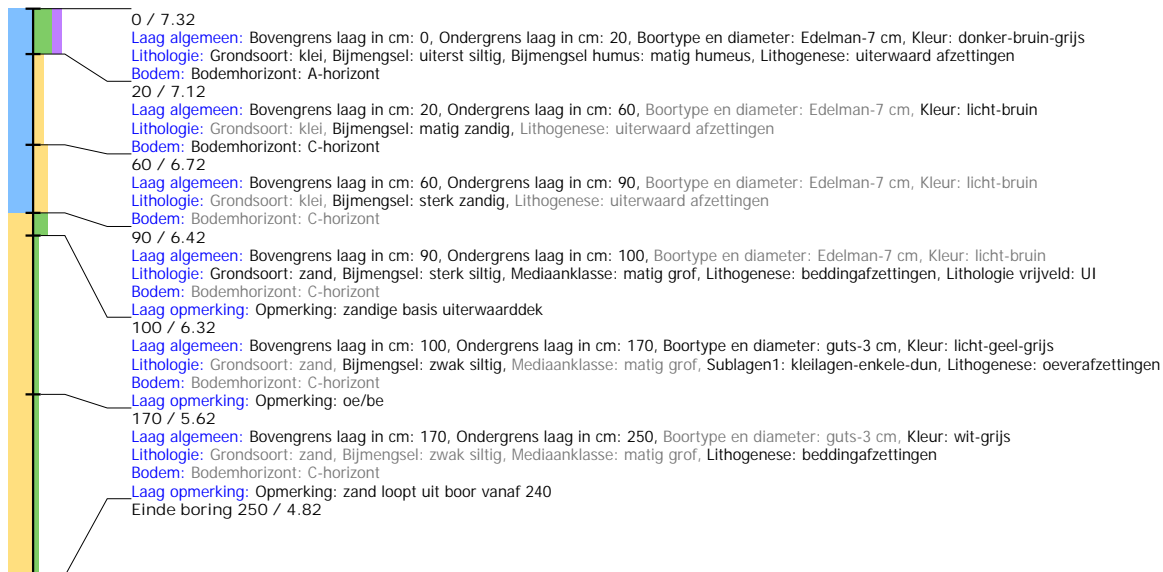 0 / 7.32
Laag algemeen: Bovengrens laag in cm: 0, Ondergrens laag in cm: 20, Boortype en diameter: Edelman-7 cm, Kleur: donker-bruin-grijs
Lithologie: Grondsoort: klei, Bijmengsel: uiterst siltig, Bijmengsel humus: matig humeus, Lithogenese: uiterwaard afzettingen
Bodem: Bodemhorizont: A-horizont
20 / 7.12
Laag algemeen: Bovengrens laag in cm: 20, Ondergrens laag in cm: 60, Boortype en diameter: Edelman-7 cm, Kleur: licht-bruin
Lithologie: Grondsoort: klei, Bijmengsel: matig zandig, Lithogenese: uiterwaard afzettingen
Bodem: Bodemhorizont: C-horizont
60 / 6.72
Laag algemeen: Bovengrens laag in cm: 60, Ondergrens laag in cm: 90, Boortype en diameter: Edelman-7 cm, Kleur: licht-bruin
Lithologie: Grondsoort: klei, Bijmengsel: sterk zandig, Lithogenese: uiterwaard afzettingen
Bodem: Bodemhorizont: C-horizont
90 / 6.42
Laag algemeen: Bovengrens laag in cm: 90, Ondergrens laag in cm: 100, Boortype en diameter: Edelman-7 cm, Kleur: licht-bruin
Lithologie: Grondsoort: zand, Bijmengsel: sterk siltig, Mediaanklasse: matig grof, Lithogenese: beddingafzettingen, Lithologie vrijveld: UI
Bodem: Bodemhorizont: C-horizont
Laag opmerking: Opmerking: zandige basis uiterwaarddek
100 / 6.32
Laag algemeen: Bovengrens laag in cm: 100, Ondergrens laag in cm: 170, Boortype en diameter: guts-3 cm, Kleur: licht-geel-grijs
Lithologie: Grondsoort: zand, Bijmengsel: zwak siltig, Mediaanklasse: matig grof, Sublagen1: kleilagen-enkele-dun, Lithogenese: oeverafzettingen
Bodem: Bodemhorizont: C-horizont
Laag opmerking: Opmerking: oe/be
170 / 5.62
Laag algemeen: Bovengrens laag in cm: 170, Ondergrens laag in cm: 250, Boortype en diameter: guts-3 cm, Kleur: wit-grijs
Lithologie: Grondsoort: zand, Bijmengsel: zwak siltig, Mediaanklasse: matig grof, Lithogenese: beddingafzettingen
Bodem: Bodemhorizont: C-horizont
Laag opmerking: Opmerking: zand loopt uit boor vanaf 240
Einde boring 250 / 4.82